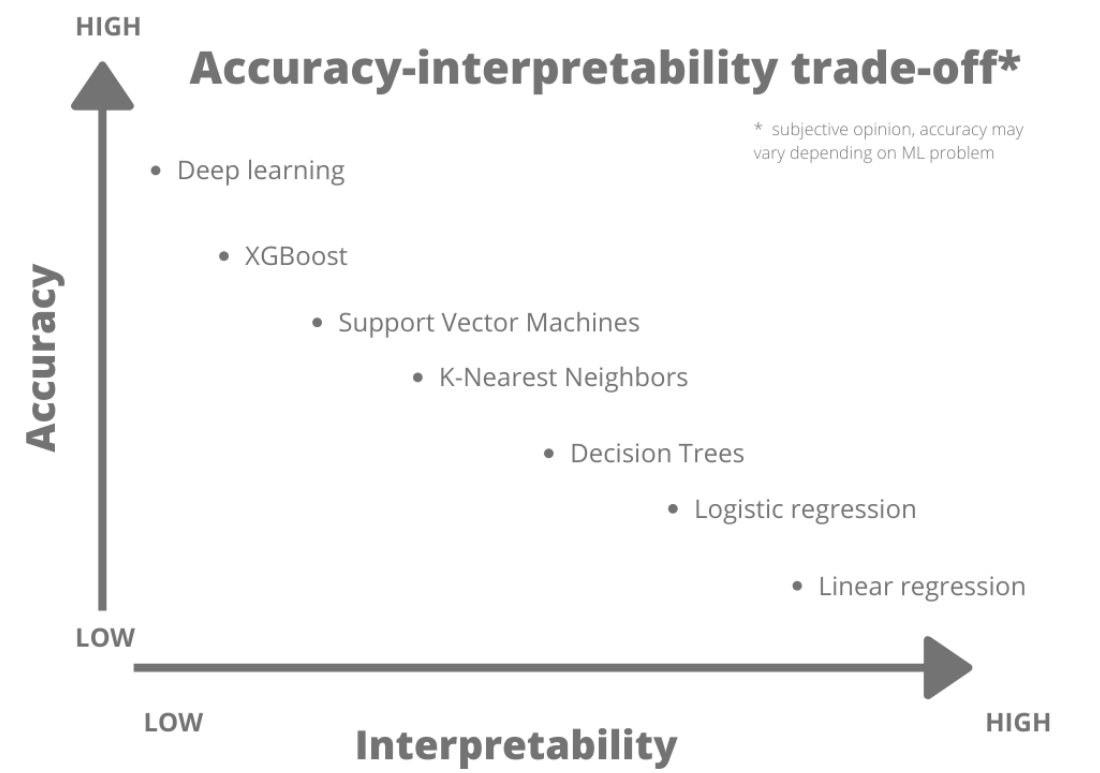 HIGH
Accuracy-interpretability trade-off*
* subjective opinion, accuracy may
vary depending on ML problem
Deep learning
XGBoost
Support Vector Machines
K-Nearest Neighbors
Decision Trees
Logistic regression
Linear regression
Accuracy
LOW
LOW
HIGH
Interpretability